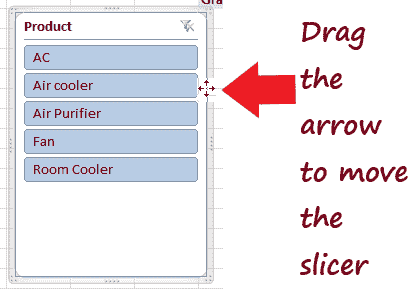 Product
AC
Air cooler
Air Purifier
Fan
Room Cooler
Drag
the
arrow
to move
the
slicer